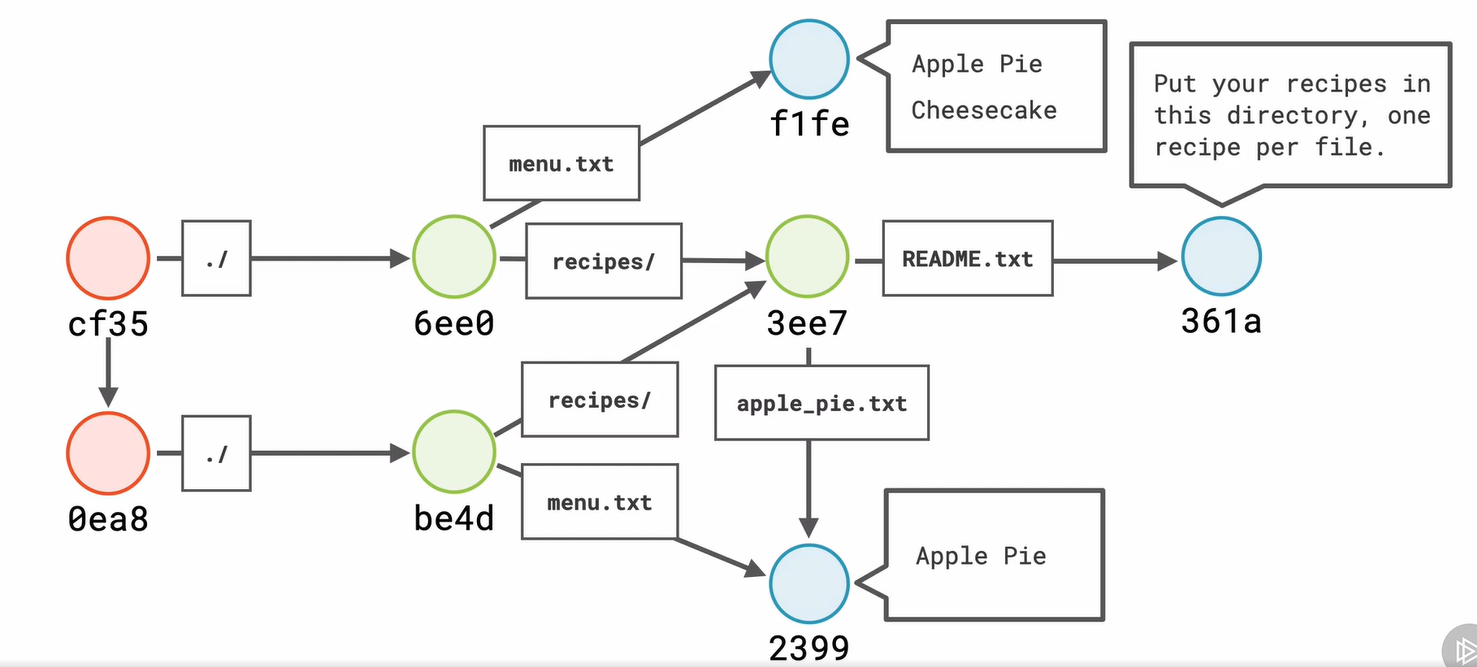 f1fe
Apple Pie
Cheesecake
Put your recipes in
this directory, one
recipe per file.
menu.txt
cf35
./
6ee0
recipes/
3ee7
README.txt
361a
0ea8
./
be4d
recipes/
menu.txt
apple_pie.txt
2399
Apple Pie